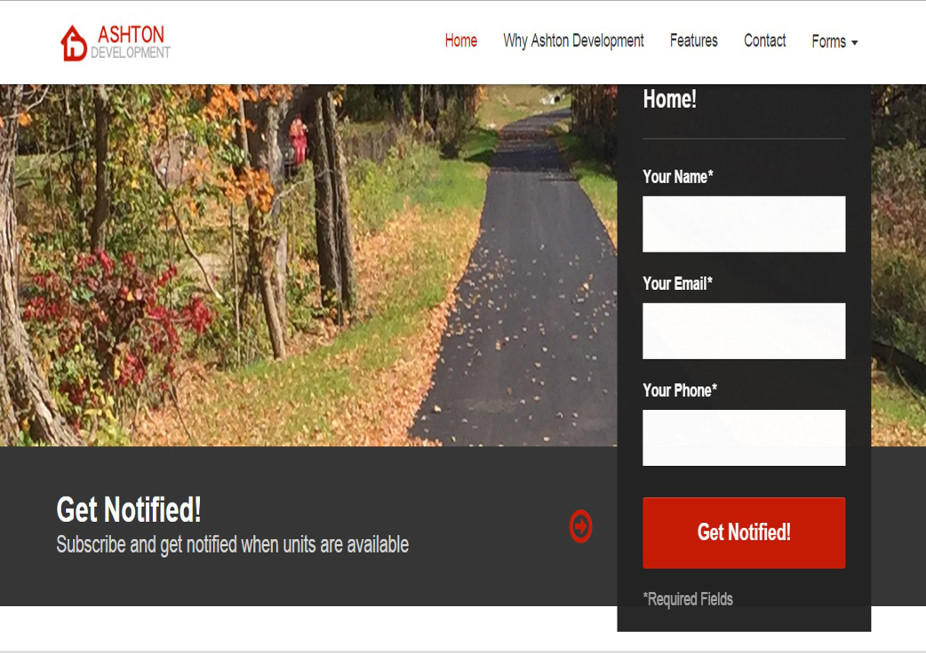 ASHTON
DEVELOPMENT
Home
Why Ashton Development
Features
Contact
Forms
Home!
Your Name*
Your Email*
Your Phone*
Get Notified!
*Required Fields
Get Notified!
Subscribe and get notified when units are available